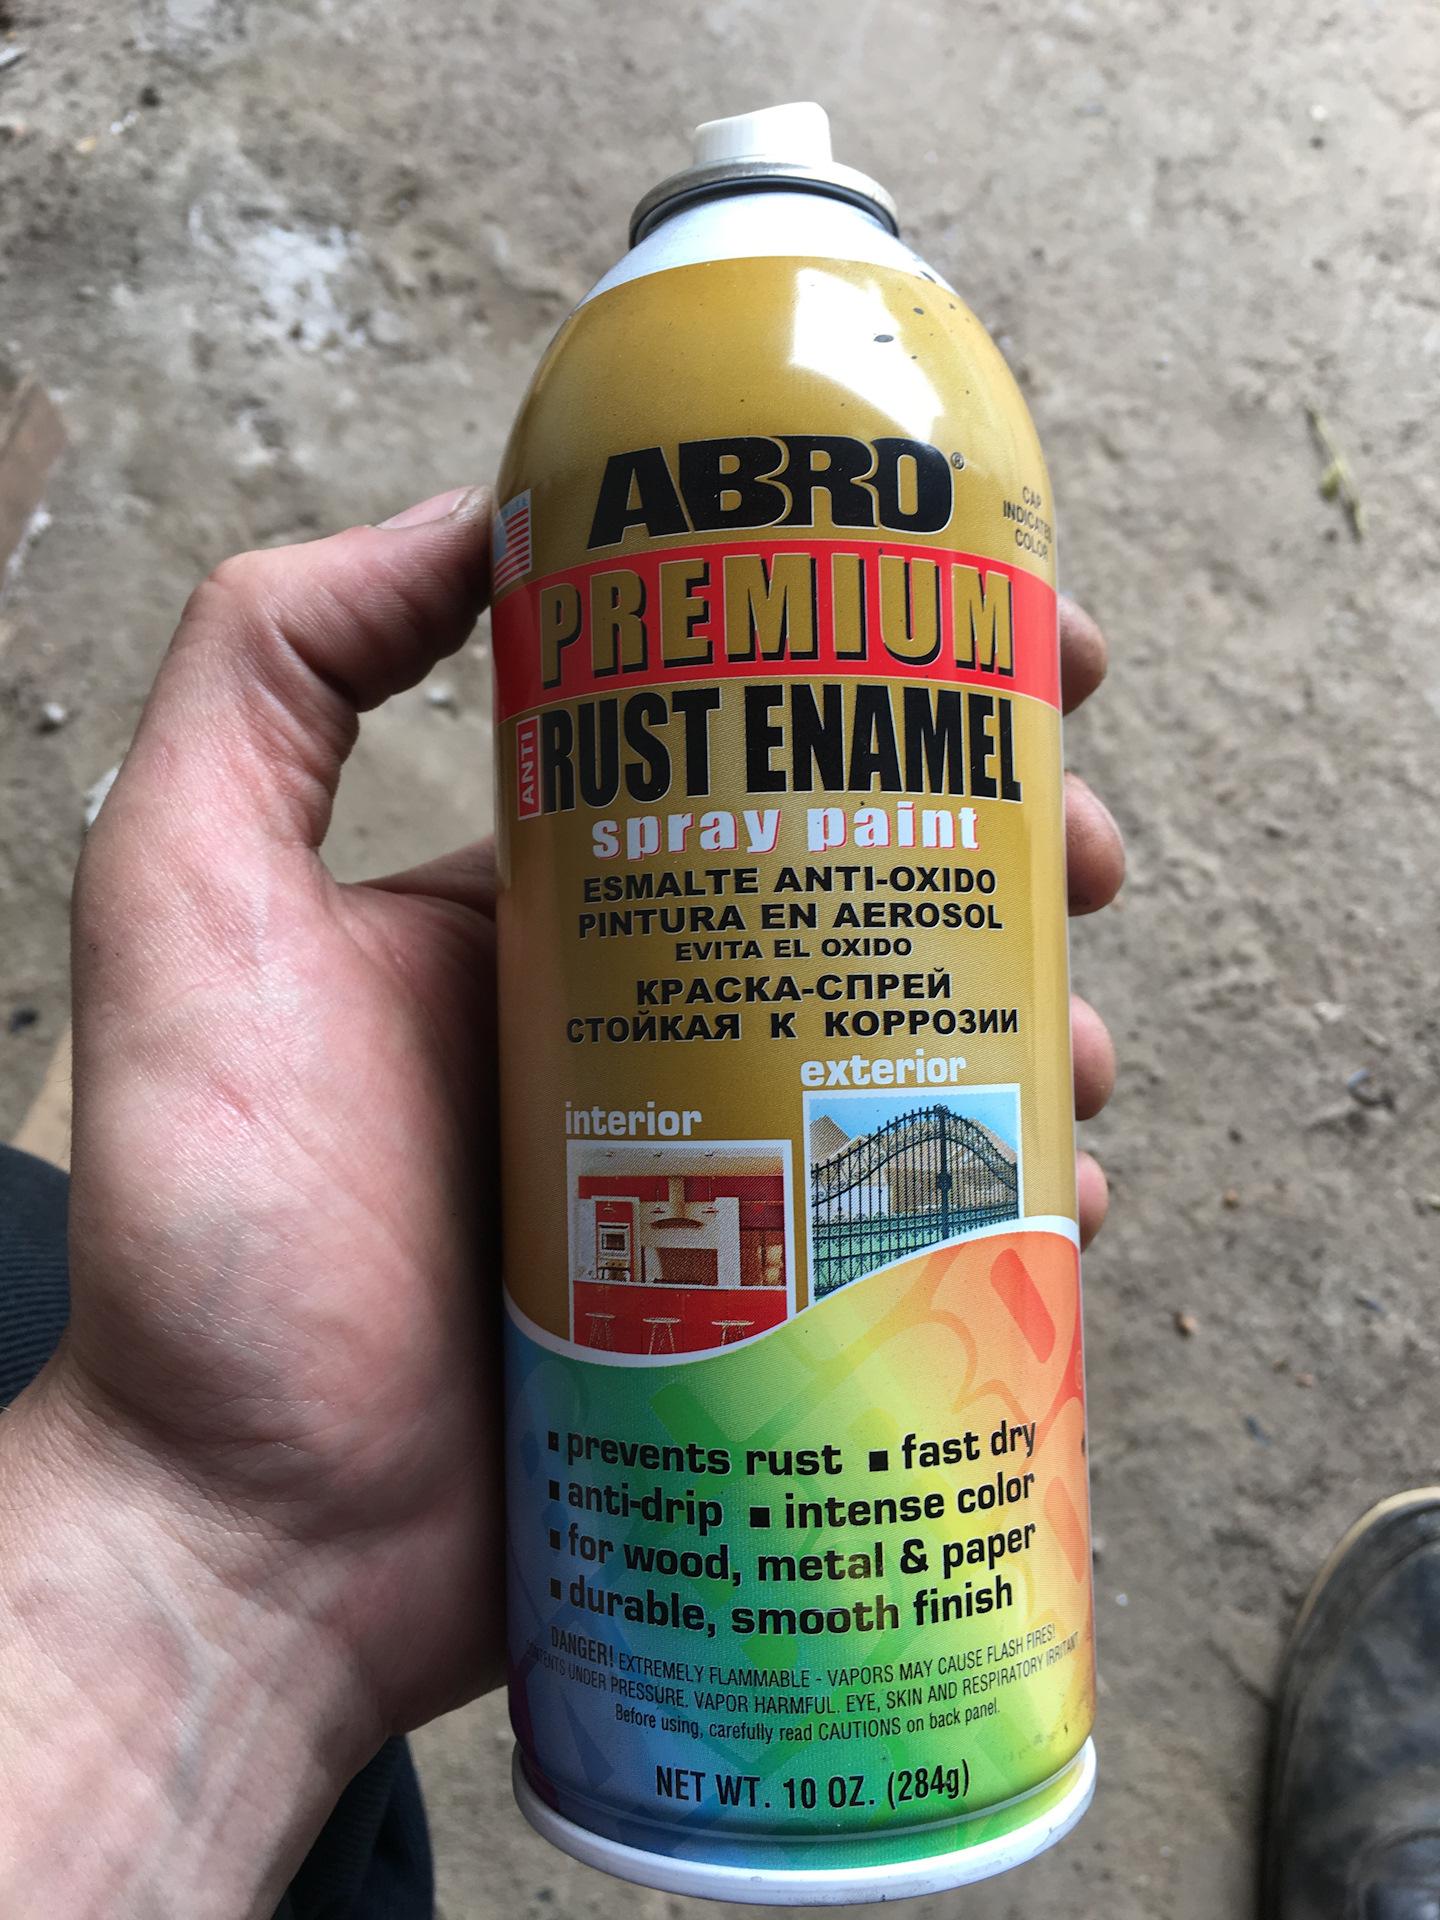 ABRO®
CAP
INDICATES
COLOR
PREMIUM
ANTI
RUST ENAMEL
spray paint
ESMALTE ANTI-OXIDO
PINTURA EN AEROSOL
EVITA EL OXIDO
КРАСКА-СПРЕЙ
СТОЙКАЯ К КОРРОЗИИ
exterior
interior
▪ prevents rust ▪ fast dry
▪ anti-drip ▪ intense color
▪ for wood, metal & paper
▪ durable, smooth finish
DANGER! EXTREMELY FLAMMABLE - VAPORS MAY CAUSE FLASH FIRES!
CONTENTS UNDER PRESSURE. VAPOR HARMFUL. EYE, SKIN AND RESPIRATORY IRRITANT.
Before using, carefully read CAUTIONS on back panel.
NET WT. 10 OZ. (284g)